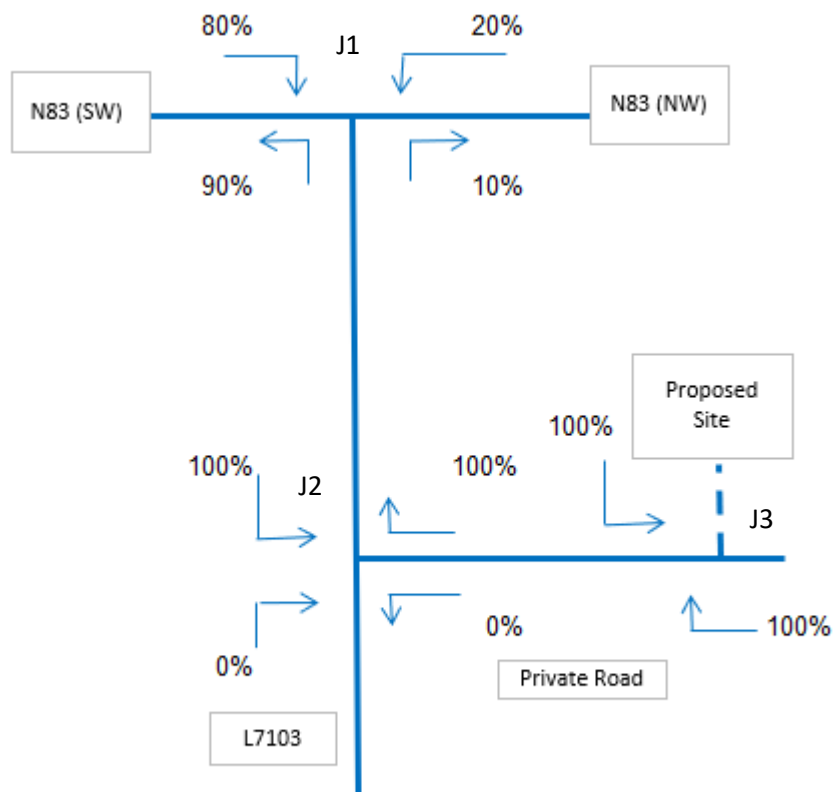 80%
J1
20%
N83 (SW)
N83 (NW)
90%
10%
Proposed
Site
100%
100%
J2
100%
J3
0%
0%
100%
Private Road
L7103